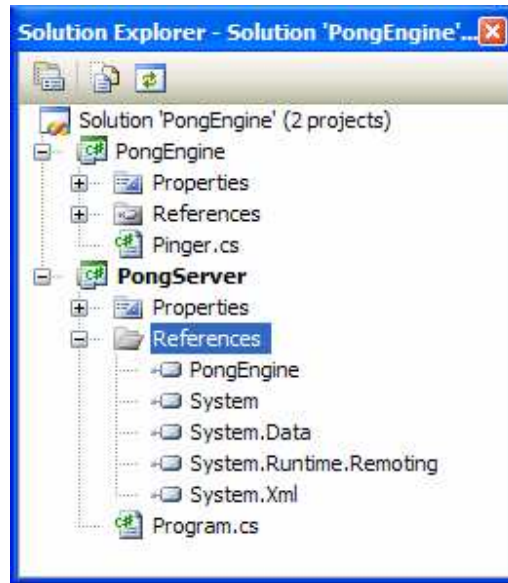 Solution Explorer - Solution 'PongEngine'...
Solution 'PongEngine' (2 projects)
PongEngine
Properties
References
Pinger.cs
PongServer
Properties
References
PongEngine
System
System.Data
System.Runtime.Remoting
System.Xml
Program.cs